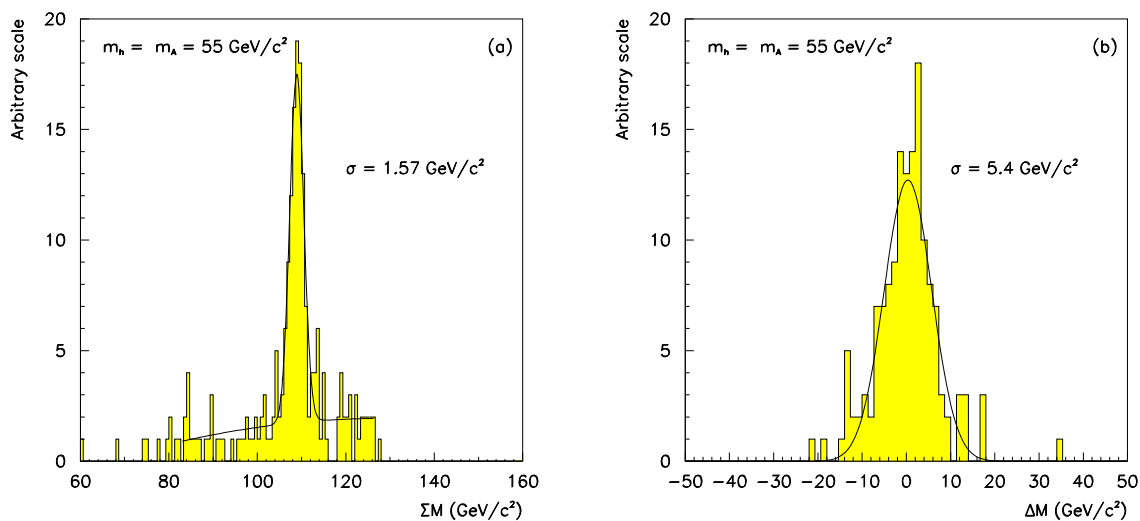 Arbitrary scale
20
15
10
5
0
mₕ = m_A = 55 GeV/c²
(a)
σ = 1.57 GeV/c²
60 80 100 120 140 160
ΣM (GeV/c²)
Arbitrary scale
20
15
10
5
0
mₕ = m_A = 55 GeV/c²
(b)
σ = 5.4 GeV/c²
−50 −40 −30 −20 −10 0 10 20 30 40 50
ΔM (GeV/c²)